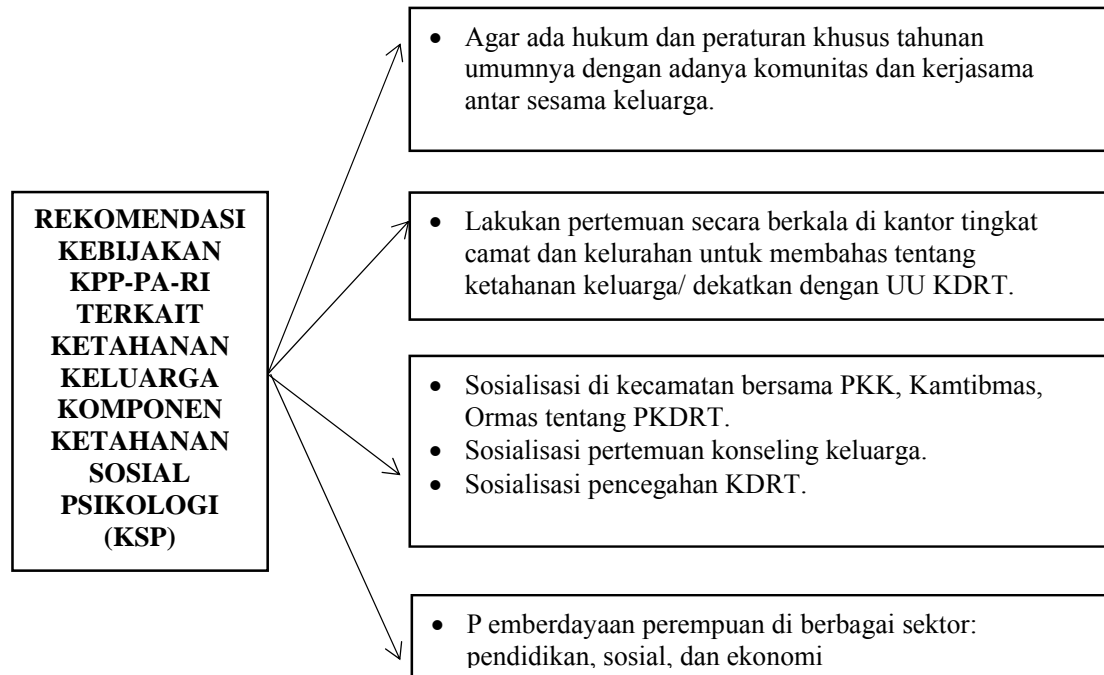 REKOMENDASI
KEBIJAKAN
KPP-PA-RI
TERKAIT
KETAHANAN
KELUARGA
KOMPONEN
KETAHANAN
SOSIAL
PSIKOLOGI
(KSP)
• Agar ada hukum dan peraturan khusus tahunan
umumnya dengan adanya komunitas dan kerjasama
antar sesama keluarga.
• Lakukan pertemuan secara berkala di kantor tingkat
camat dan kelurahan untuk membahas tentang
ketahanan keluarga/ dekatkan dengan UU KDRT.
• Sosialisasi di kecamatan bersama PKK, Kamtibmas,
Ormas tentang PKDRT.
• Sosialisasi pertemuan konseling keluarga.
• Sosialisasi pencegahan KDRT.
• P emberdayaan perempuan di berbagai sektor:
pendidikan, sosial, dan ekonomi